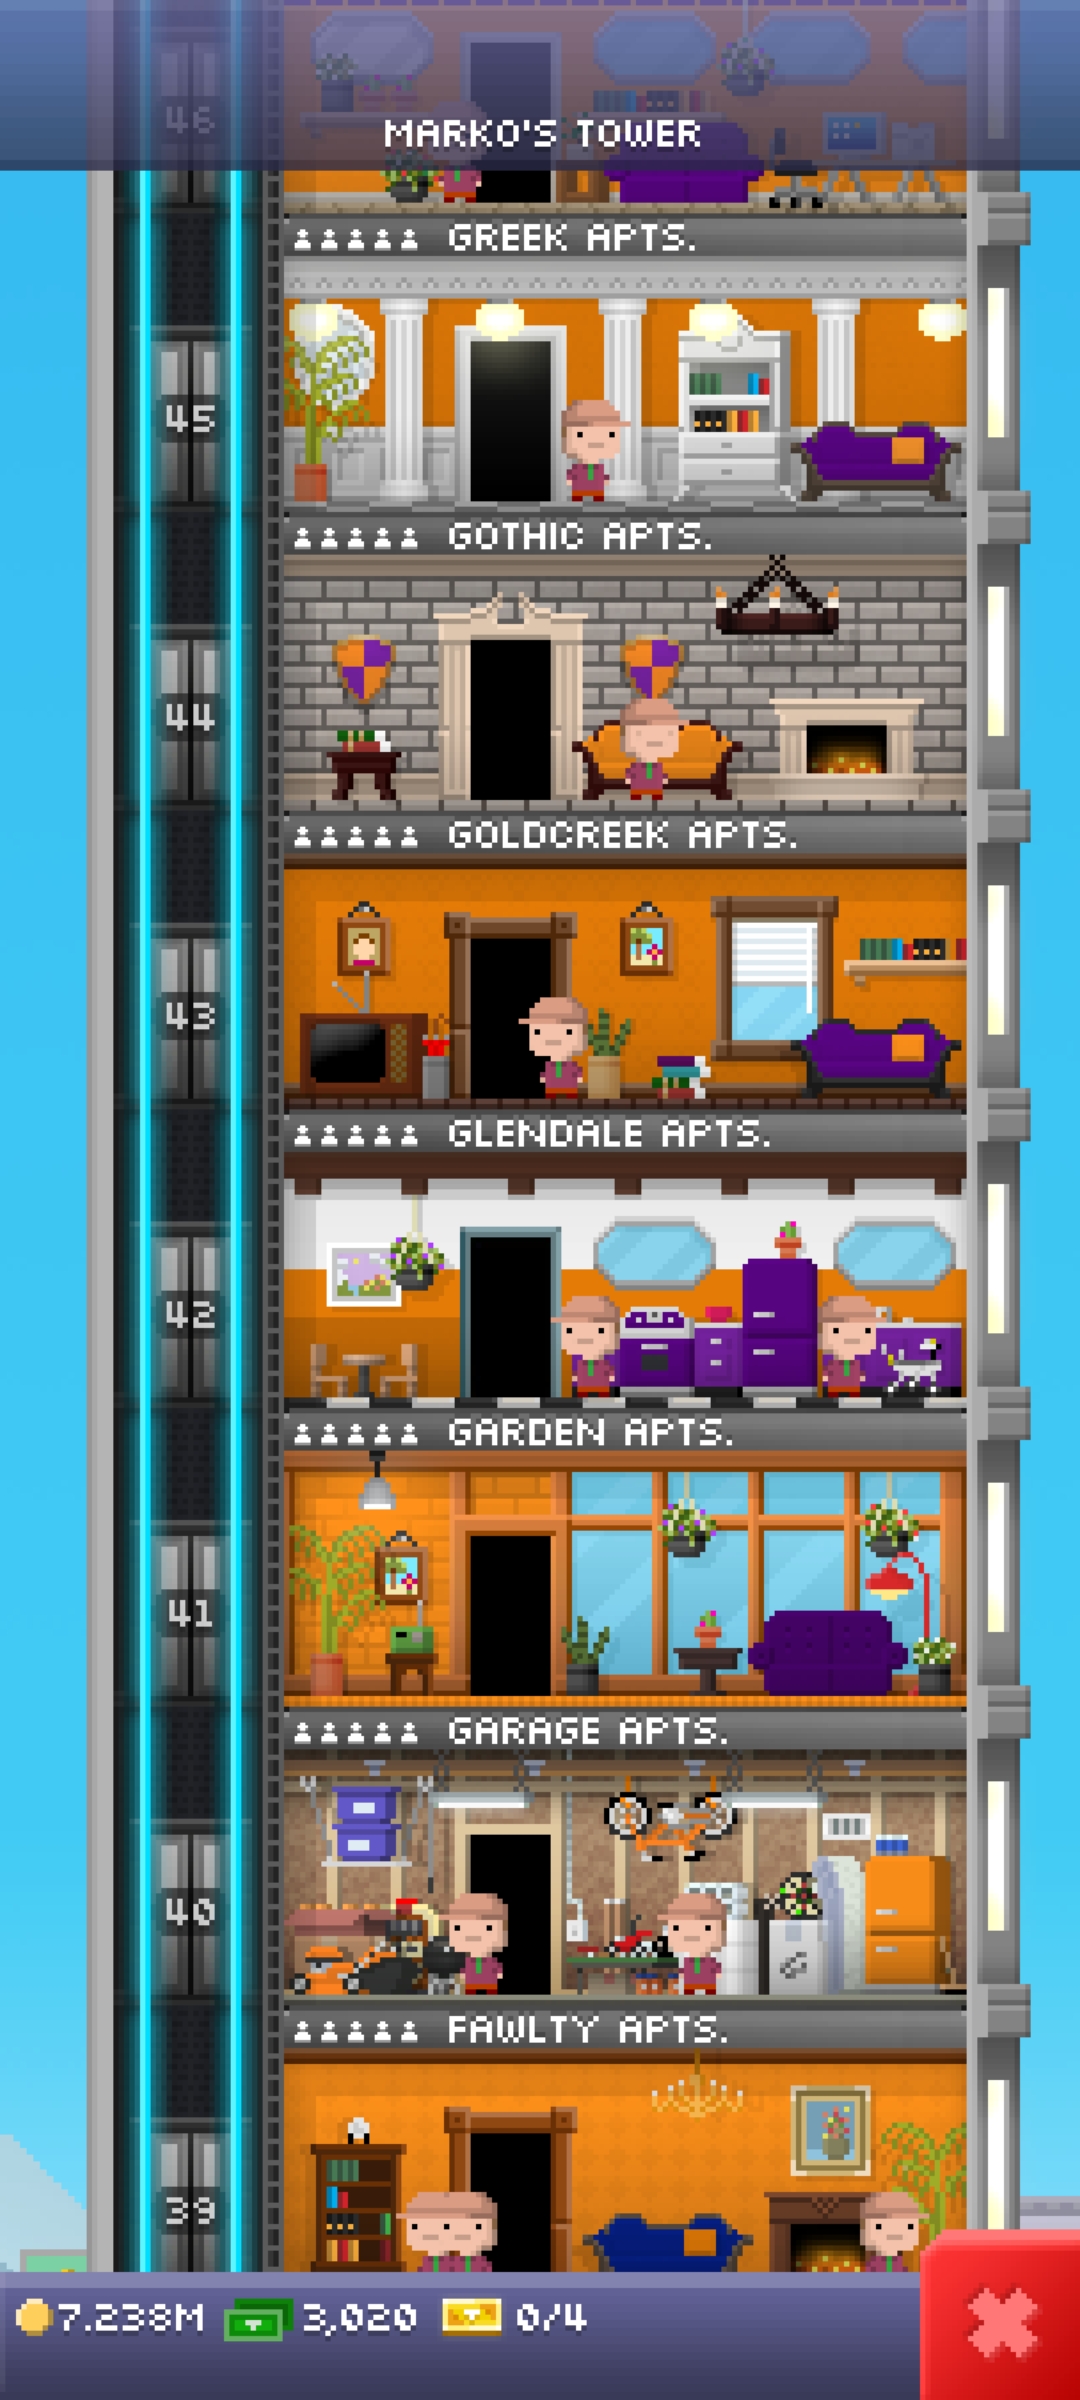 46
MARKO'S TOWER
GREEK APTS.
45
GOTHIC APTS.
44
GOLDCREEK APTS.
43
GLENDALE APTS.
42
GARDEN APTS.
41
GARAGE APTS.
40
FAWLTY APTS.
39
7.238M 3,020 0/4